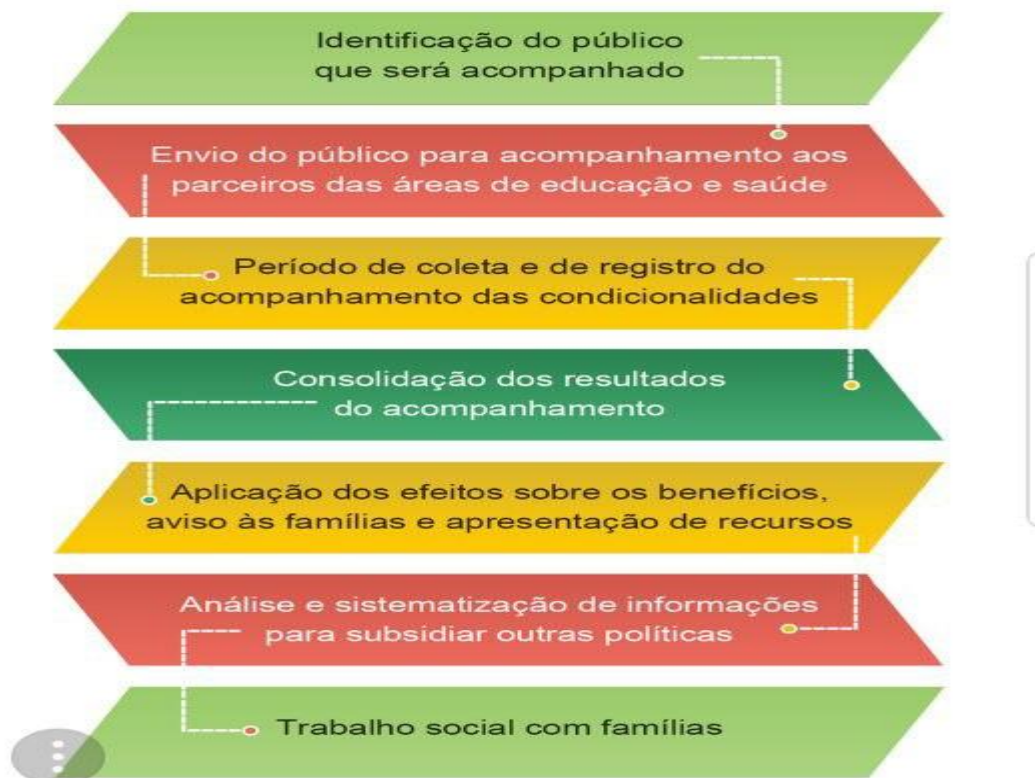 Identificação do público
que será acompanhado
Envio do público para acompanhamento aos
parceiros das áreas de educação e saúde
Período de coleta e de registro do
acompanhamento das condicionalidades
Consolidação dos resultados
do acompanhamento
Aplicação dos efeitos sobre os benefícios,
aviso às famílias e apresentação de recursos
Análise e sistematização de informações
para subsidiar outras políticas
Trabalho social com famílias